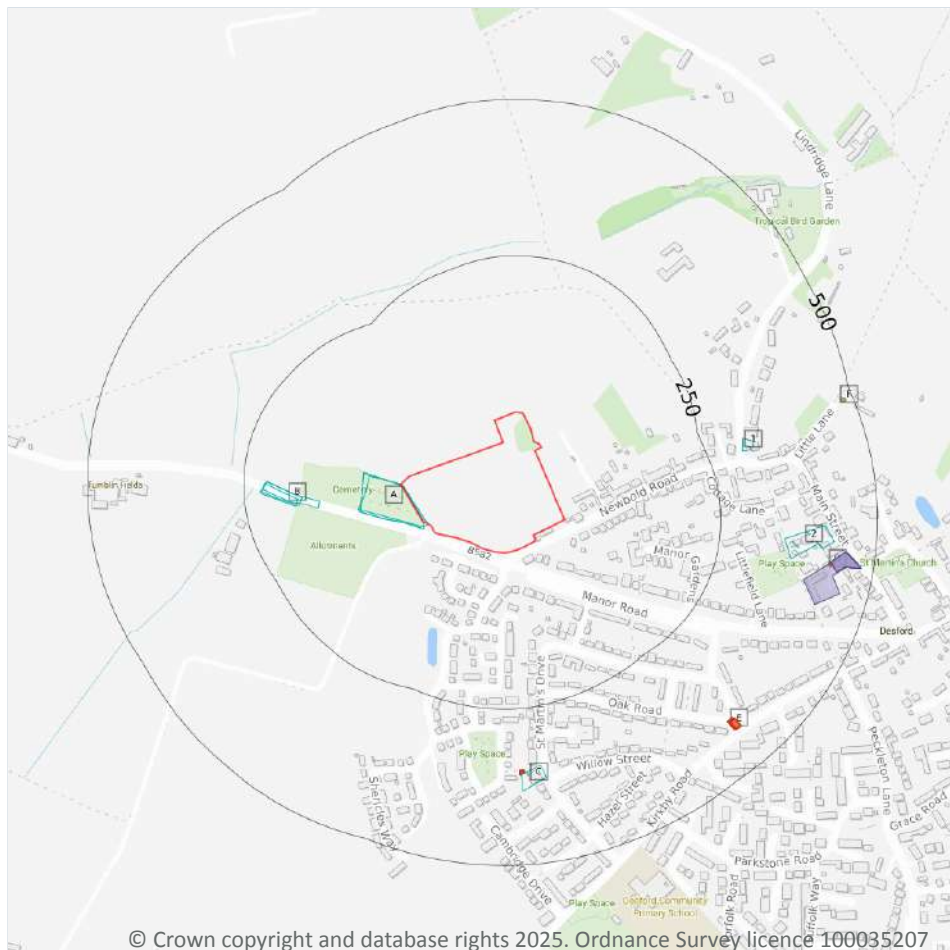 Lindridge Lane
Tropical Bird Garden
500
250
F
1
Little Lane
Tumblin Fields
B
Cemetery
A
Newbold Road
Cottage Lane
Main Street
2
Allotments
B582
Manor Gardens
Littlefield Lane
Play Space
St Martin's Church
Manor Road
Desford
St Martin's Drive
Oak Road
E
Play Space
C
Willow Street
Peckleton Lane
Shericles Way
Hazel Street
Kirkby Road
Grace Road
Cambridge Drive
Parkstone Road
Desford Community
Primary School
Play Space
Suffolk Way
© Crown copyright and database rights 2025. Ordnance Survey licence 100035207